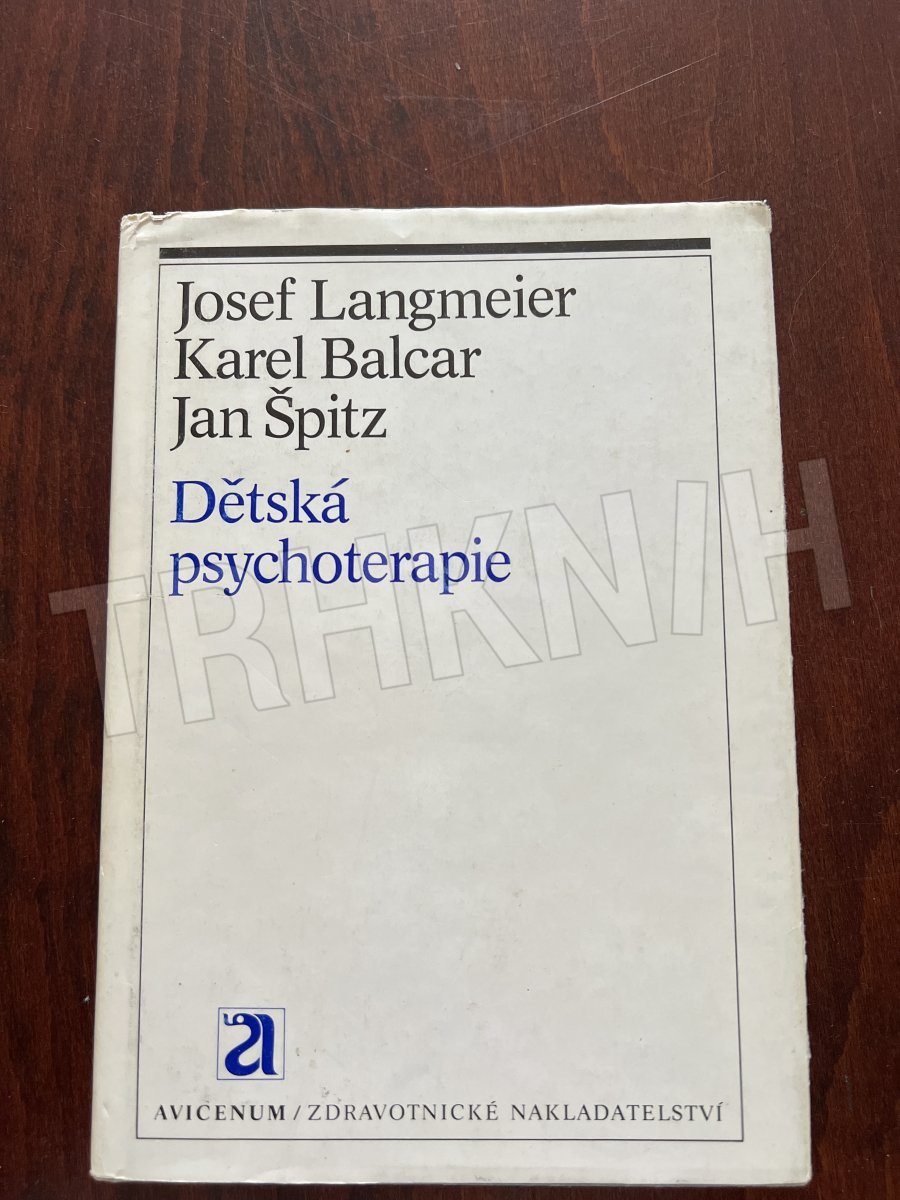 Josef Langmeier
Karel Balcar
Jan Špitz
Dětská
psychoterapie
TRHKNIH
a
AVICENUM / ZDRAVOTNICKÉ NAKLADATELSTVÍ